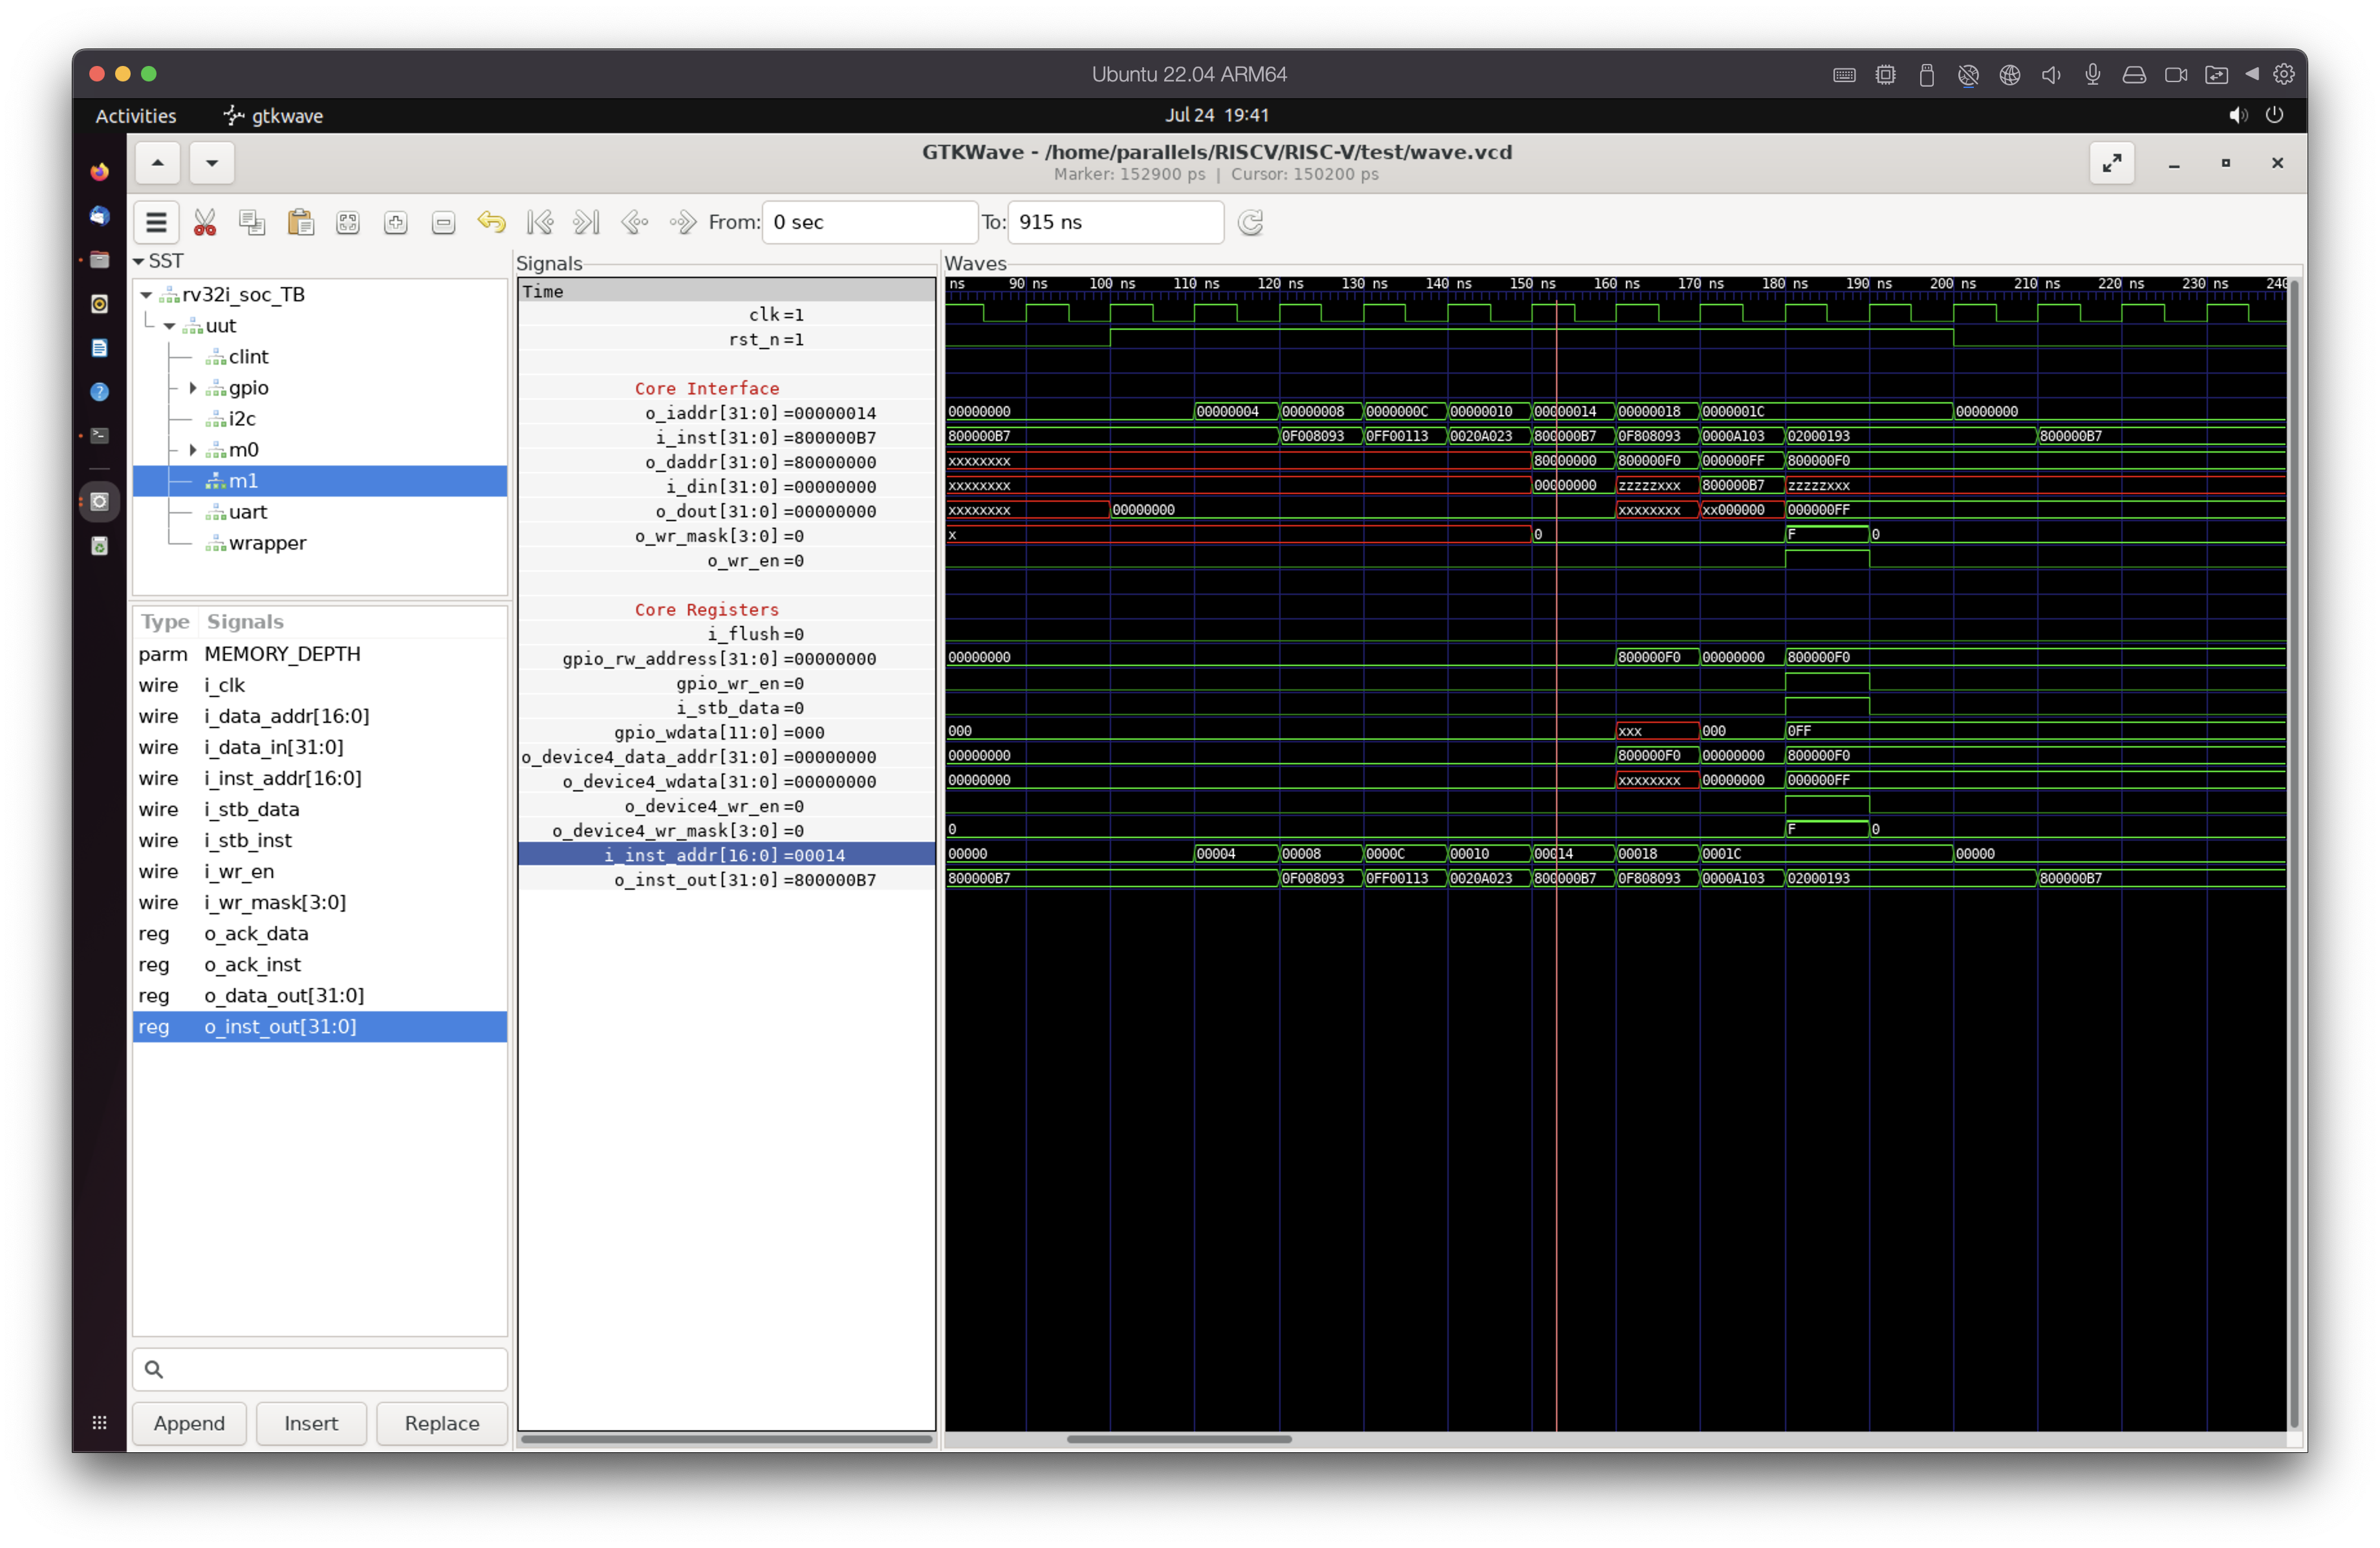 Ubuntu 22.04 ARM64
Activities
gtkwave
Jul 24 19:41
GTKWave - /home/parallels/RISCV/RISC-V/test/wave.vcd
Marker: 152900 ps | Cursor: 150200 ps
From: 0 sec
To: 915 ns
SST
rv32i_soc_TB
uut
clint
gpio
i2c
m0
m1
uart
wrapper
Type Signals
parm MEMORY_DEPTH
wire i_clk
wire i_data_addr[16:0]
wire i_data_in[31:0]
wire i_inst_addr[16:0]
wire i_stb_data
wire i_stb_inst
wire i_wr_en
wire i_wr_mask[3:0]
reg o_ack_data
reg o_ack_inst
reg o_data_out[31:0]
reg o_inst_out[31:0]
Append Insert Replace
Signals
Time
clk =1
rst_n =1
Core Interface
o_iaddr[31:0] =00000014
i_inst[31:0] =800000B7
o_daddr[31:0] =80000000
i_din[31:0] =00000000
o_dout[31:0] =00000000
o_wr_mask[3:0] =0
o_wr_en =0
Core Registers
i_flush =0
gpio_rw_address[31:0] =00000000
gpio_wr_en =0
i_stb_data =0
gpio_wdata[11:0] =000
o_device4_data_addr[31:0] =00000000
o_device4_wdata[31:0] =00000000
o_device4_wr_en =0
o_device4_wr_mask[3:0] =0
i_inst_addr[16:0] =00014
o_inst_out[31:0] =800000B7
Waves
ns 90 ns 100 ns 110 ns 120 ns 130 ns 140 ns 150 ns 160 ns 170 ns 180 ns 190 ns 200 ns 210 ns 220 ns 230 ns 240
00000000 00000004 00000008 0000000C 00000010 00000014 00000018 0000001C 00000000
800000B7 0F008093 0FF00113 0020A023 800000B7 0F808093 0000A103 02000193 800000B7
xxxxxxxx 80000000 800000F0 000000FF 800000F0
xxxxxxxx 00000000 zzzzzxxx 800000B7 zzzzzxxx
xxxxxxxx 00000000 xxxxxxxx xx000000 000000FF
x 0 F 0
00000000 800000F0 00000000 800000F0
000 xxx 000 0FF
00000000 800000F0 00000000 800000F0
00000000 xxxxxxxx 00000000 000000FF
0 F 0
00000 00004 00008 0000C 00010 00014 00018 0001C 00000
800000B7 0F008093 0FF00113 0020A023 800000B7 0F808093 0000A103 02000193 800000B7